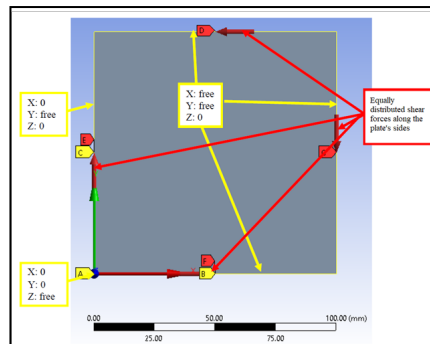 D
X: 0
Y: free
Z: 0
X: free
Y: free
Z: 0
Equally
distributed shear
forces along the
plate's sides
E
C
X: 0
Y: 0
Z: free
A
F
B
0.00
50.00
100.00 (mm)
25.00
75.00